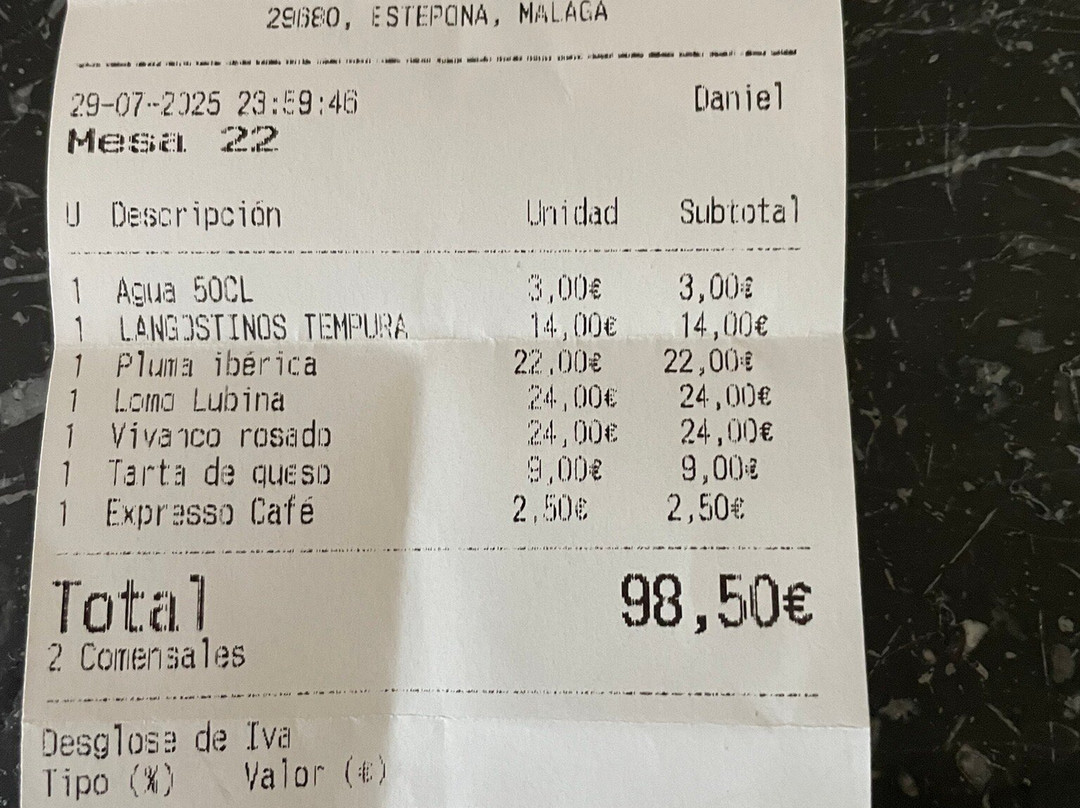 29680, ESTEPONA, MALAGA
29-07-2025 23:59:46 Daniel
Mesa 22
U Descripción Unidad Subtotal
1 Agua 50CL 3,00€ 3,00€
1 LANGOSTINOS TEMPURA 14,00€ 14,00€
1 Pluma ibérica 22,00€ 22,00€
1 Lomo Lubina 24,00€ 24,00€
1 Vivanco rosado 24,00€ 24,00€
1 Tarta de queso 9,00€ 9,00€
1 Expresso Café 2,50€ 2,50€
Total 98,50€
2 Comensales
Desglose de Iva
Tipo (%) Valor (€)